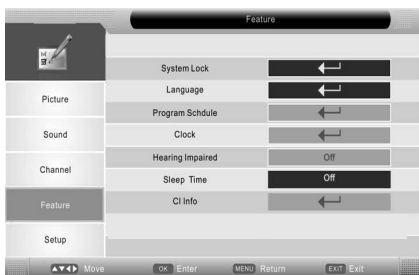 Feature
System Lock
Picture
Language
Program Schdule
Sound
Clock
Hearing Impaired Off
Channel
Sleep Time Off
Feature
CI Info
Setup
Move OK Enter MENU Return EXIT Exit